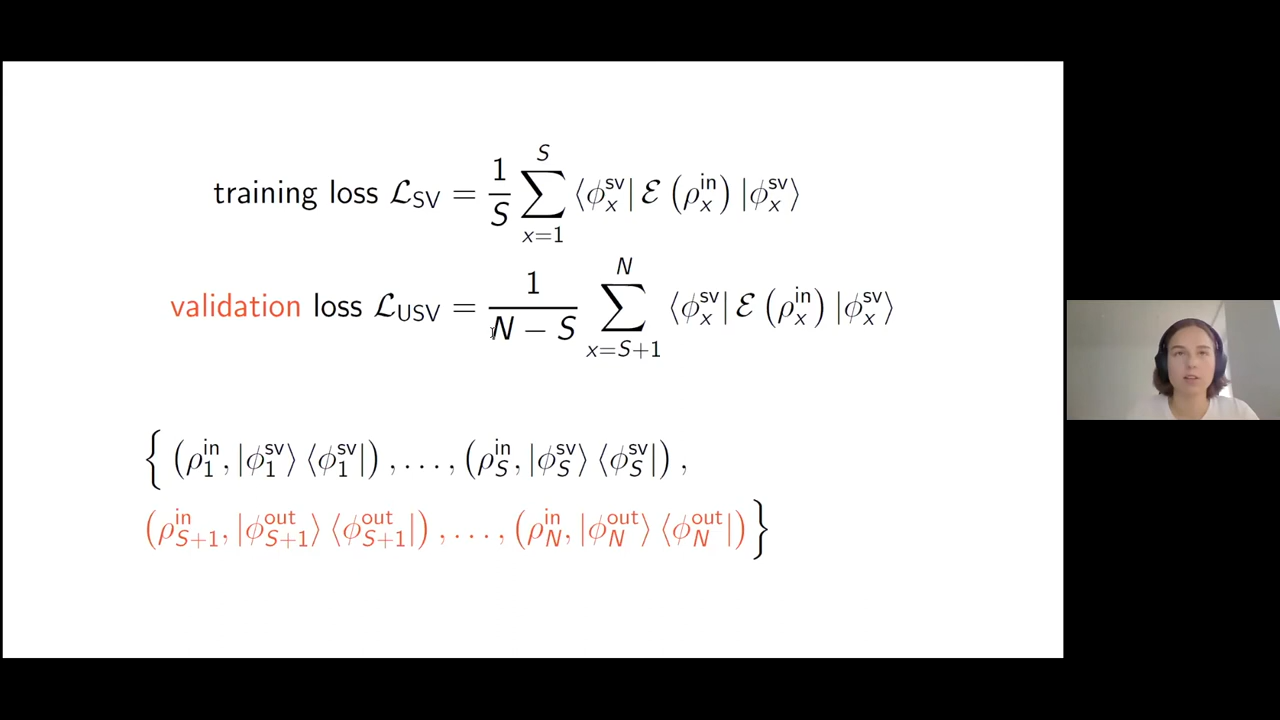 training loss ℒ_SV = 1/S ∑_{x=1}^{S} ⟨ϕ_x^sv| ℰ (ρ_x^in) |ϕ_x^sv⟩
validation loss ℒ_USV = 1/(N − S) ∑_{x=S+1}^{N} ⟨ϕ_x^sv| ℰ (ρ_x^in) |ϕ_x^sv⟩
{ (ρ_1^in, |ϕ_1^sv⟩ ⟨ϕ_1^sv|) , . . . , (ρ_S^in, |ϕ_S^sv⟩ ⟨ϕ_S^sv|) ,
(ρ_{S+1}^in, |ϕ_{S+1}^out⟩ ⟨ϕ_{S+1}^out|) , . . . , (ρ_N^in, |ϕ_N^out⟩ ⟨ϕ_N^out|) }